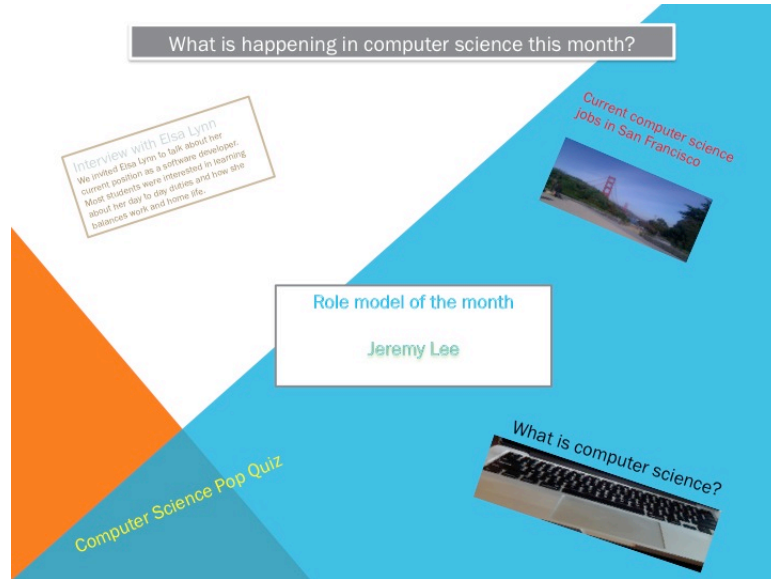 What is happening in computer science this month?
Interview with Elsa Lynn
We invited Elsa Lynn to talk about her
current position as a software developer.
Most students were interested in learning
about her day to day duties and how she
balances work and home life.
Current computer science
jobs in San Francisco
Role model of the month
Jeremy Lee
What is computer science?
Computer Science Pop Quiz